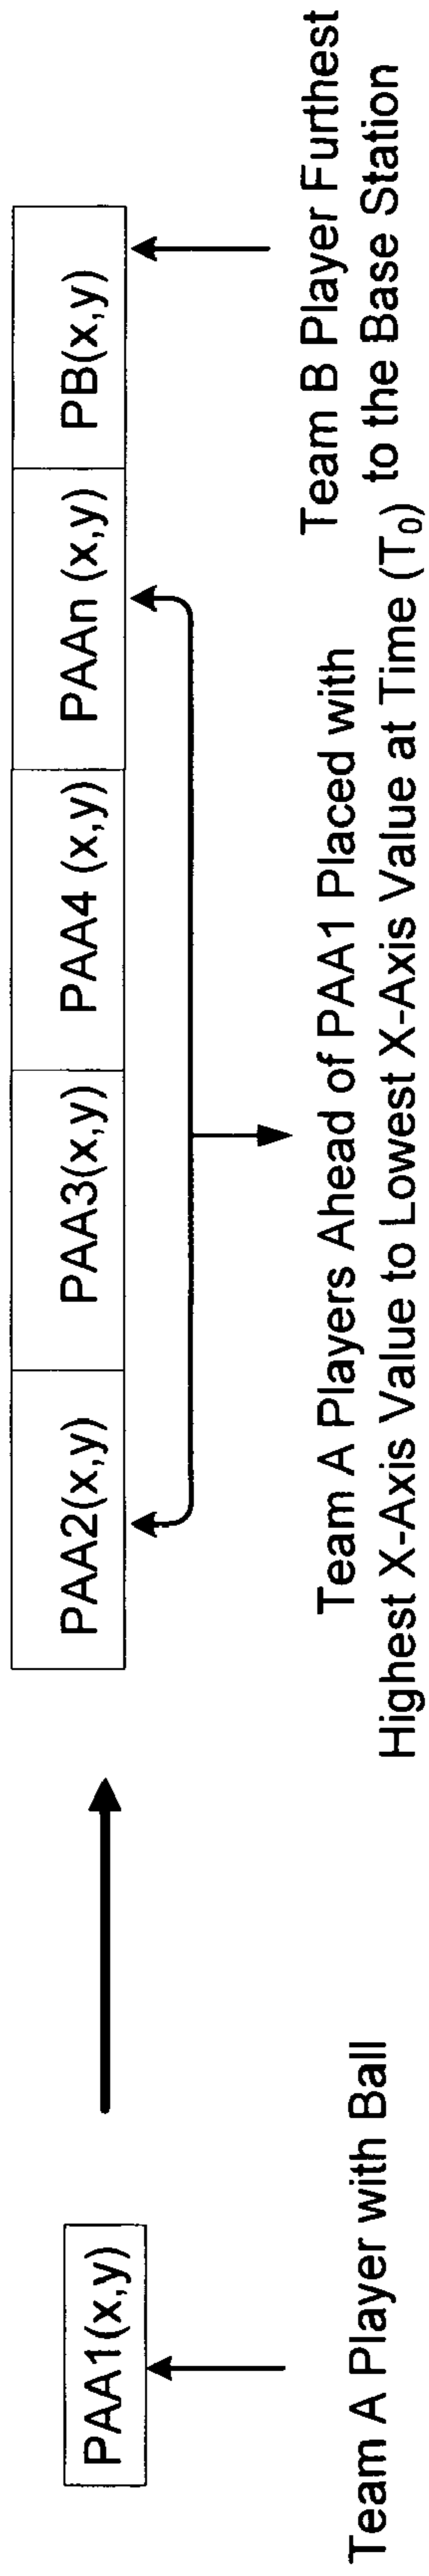 PAA1(x,y)
PAA2(x,y)
PAA3(x,y)
PAA4 (x,y)
PAAn (x,y)
PB(x,y)
Team A Player with Ball
Team A Players Ahead of PAA1 Placed with
Highest X-Axis Value to Lowest X-Axis Value at Time (T₀)
Team B Player Furthest
to the Base Station